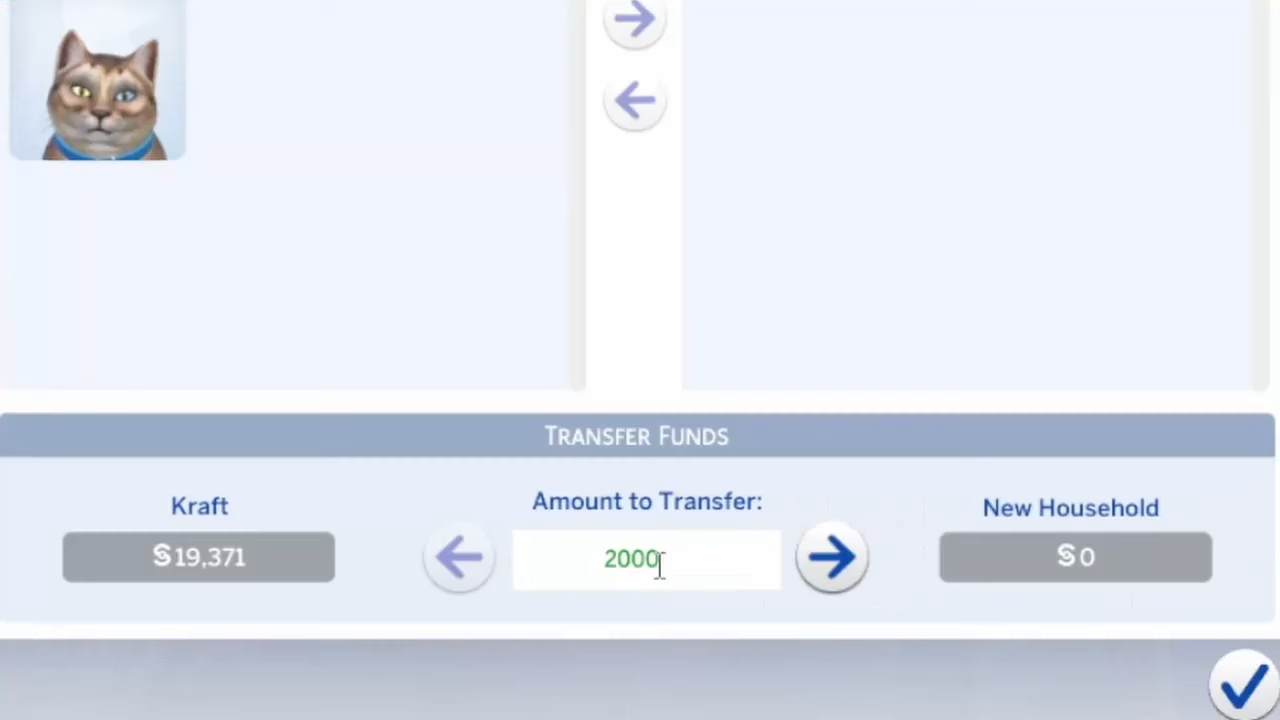 TRANSFER FUNDS
Kraft
Amount to Transfer:
New Household
§19,371
2000
§0